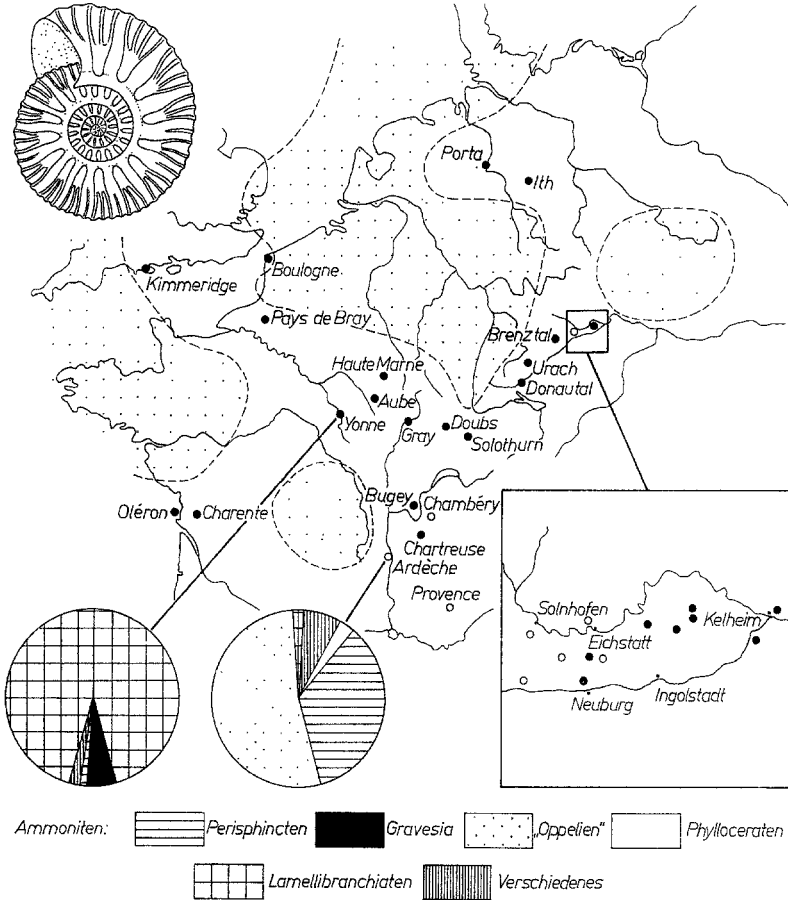 Porta
Ith
Kimmeridge
Boulogne
Pays de Bray
Brenztal
Urach
Donautal
Haute Marne
Aube
Yonne
Gray
Doubs
Solothurn
Oléron
Charente
Bugey
Chambéry
Chartreuse
Ardèche
Provence
Solnhofen
Kelheim
Eichstatt
Ingolstadt
Neuburg
Ammoniten: Perisphincten Gravesia „Oppelien“ Phylloceraten
Lamellibranchiaten Verschiedenes